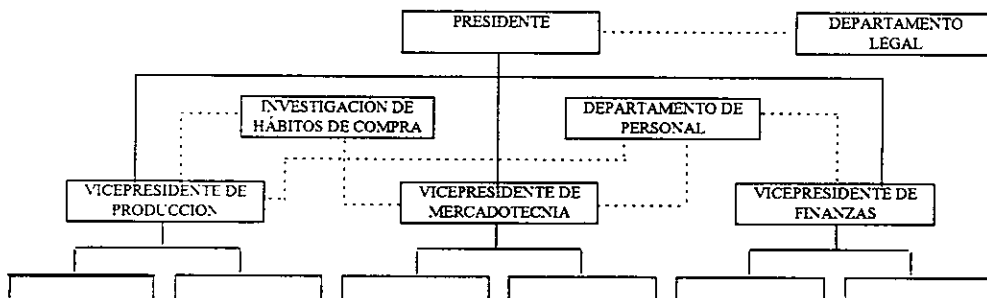 PRESIDENTE
DEPARTAMENTO
LEGAL
INVESTIGACION DE
HÁBITOS DE COMPRA
DEPARTAMENTO DE
PERSONAL
VICEPRESIDENTE DE
PRODUCCION
VICEPRESIDENTE DE
MERCADOTECNIA
VICEPRESIDENTE DE
FINANZAS